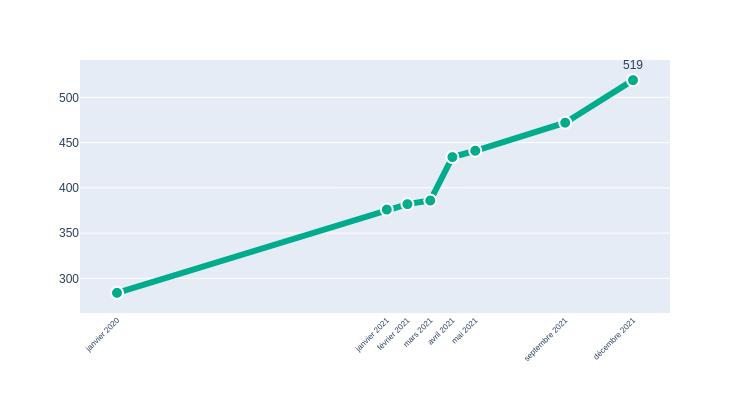 519
500
450
400
350
300
janvier 2020
janvier 2021
février 2021
mars 2021
avril 2021
mai 2021
septembre 2021
décembre 2021